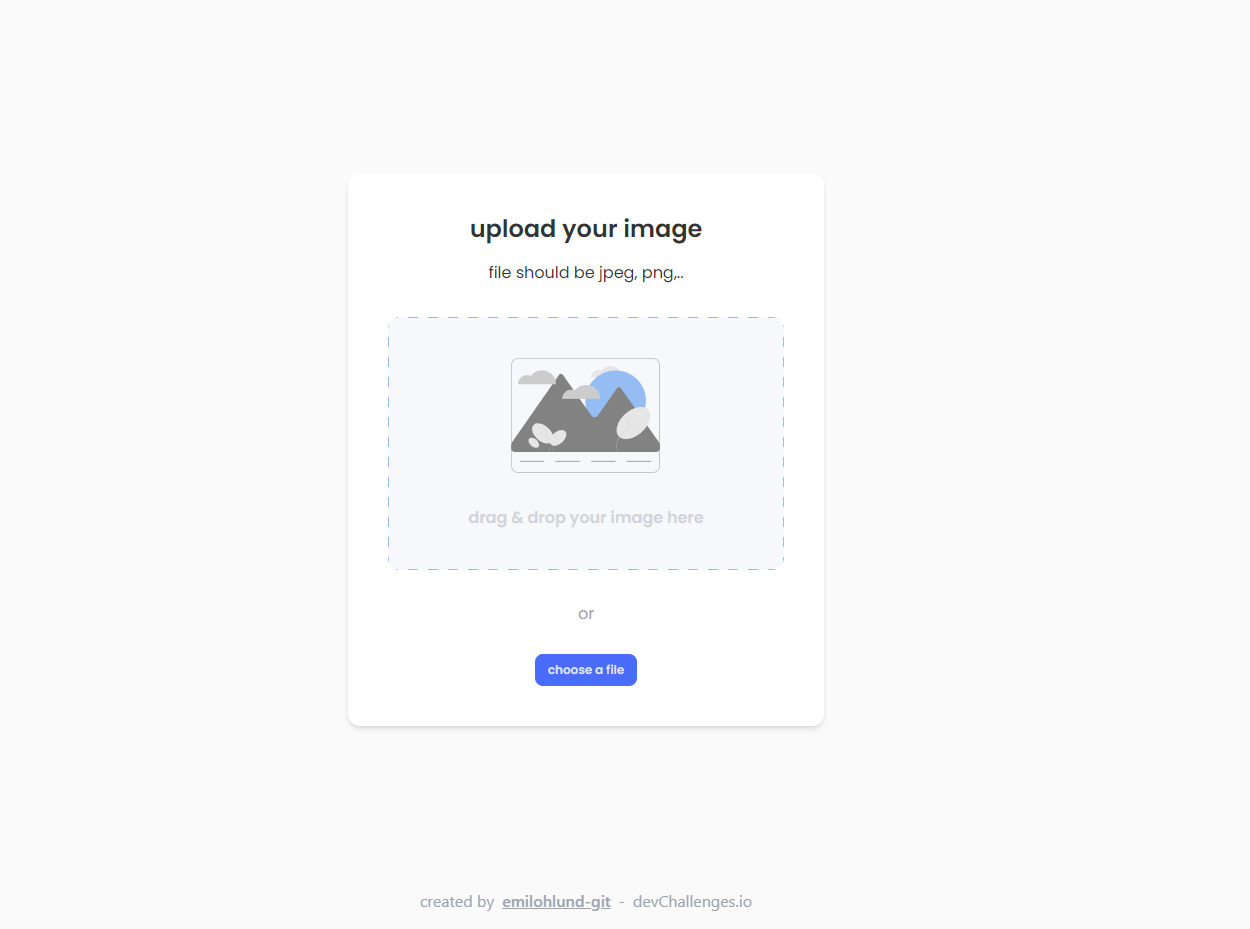 upload your image
file should be jpeg, png,..
drag & drop your image here
or
choose a file
created by emilohlund-git - devChallenges.io